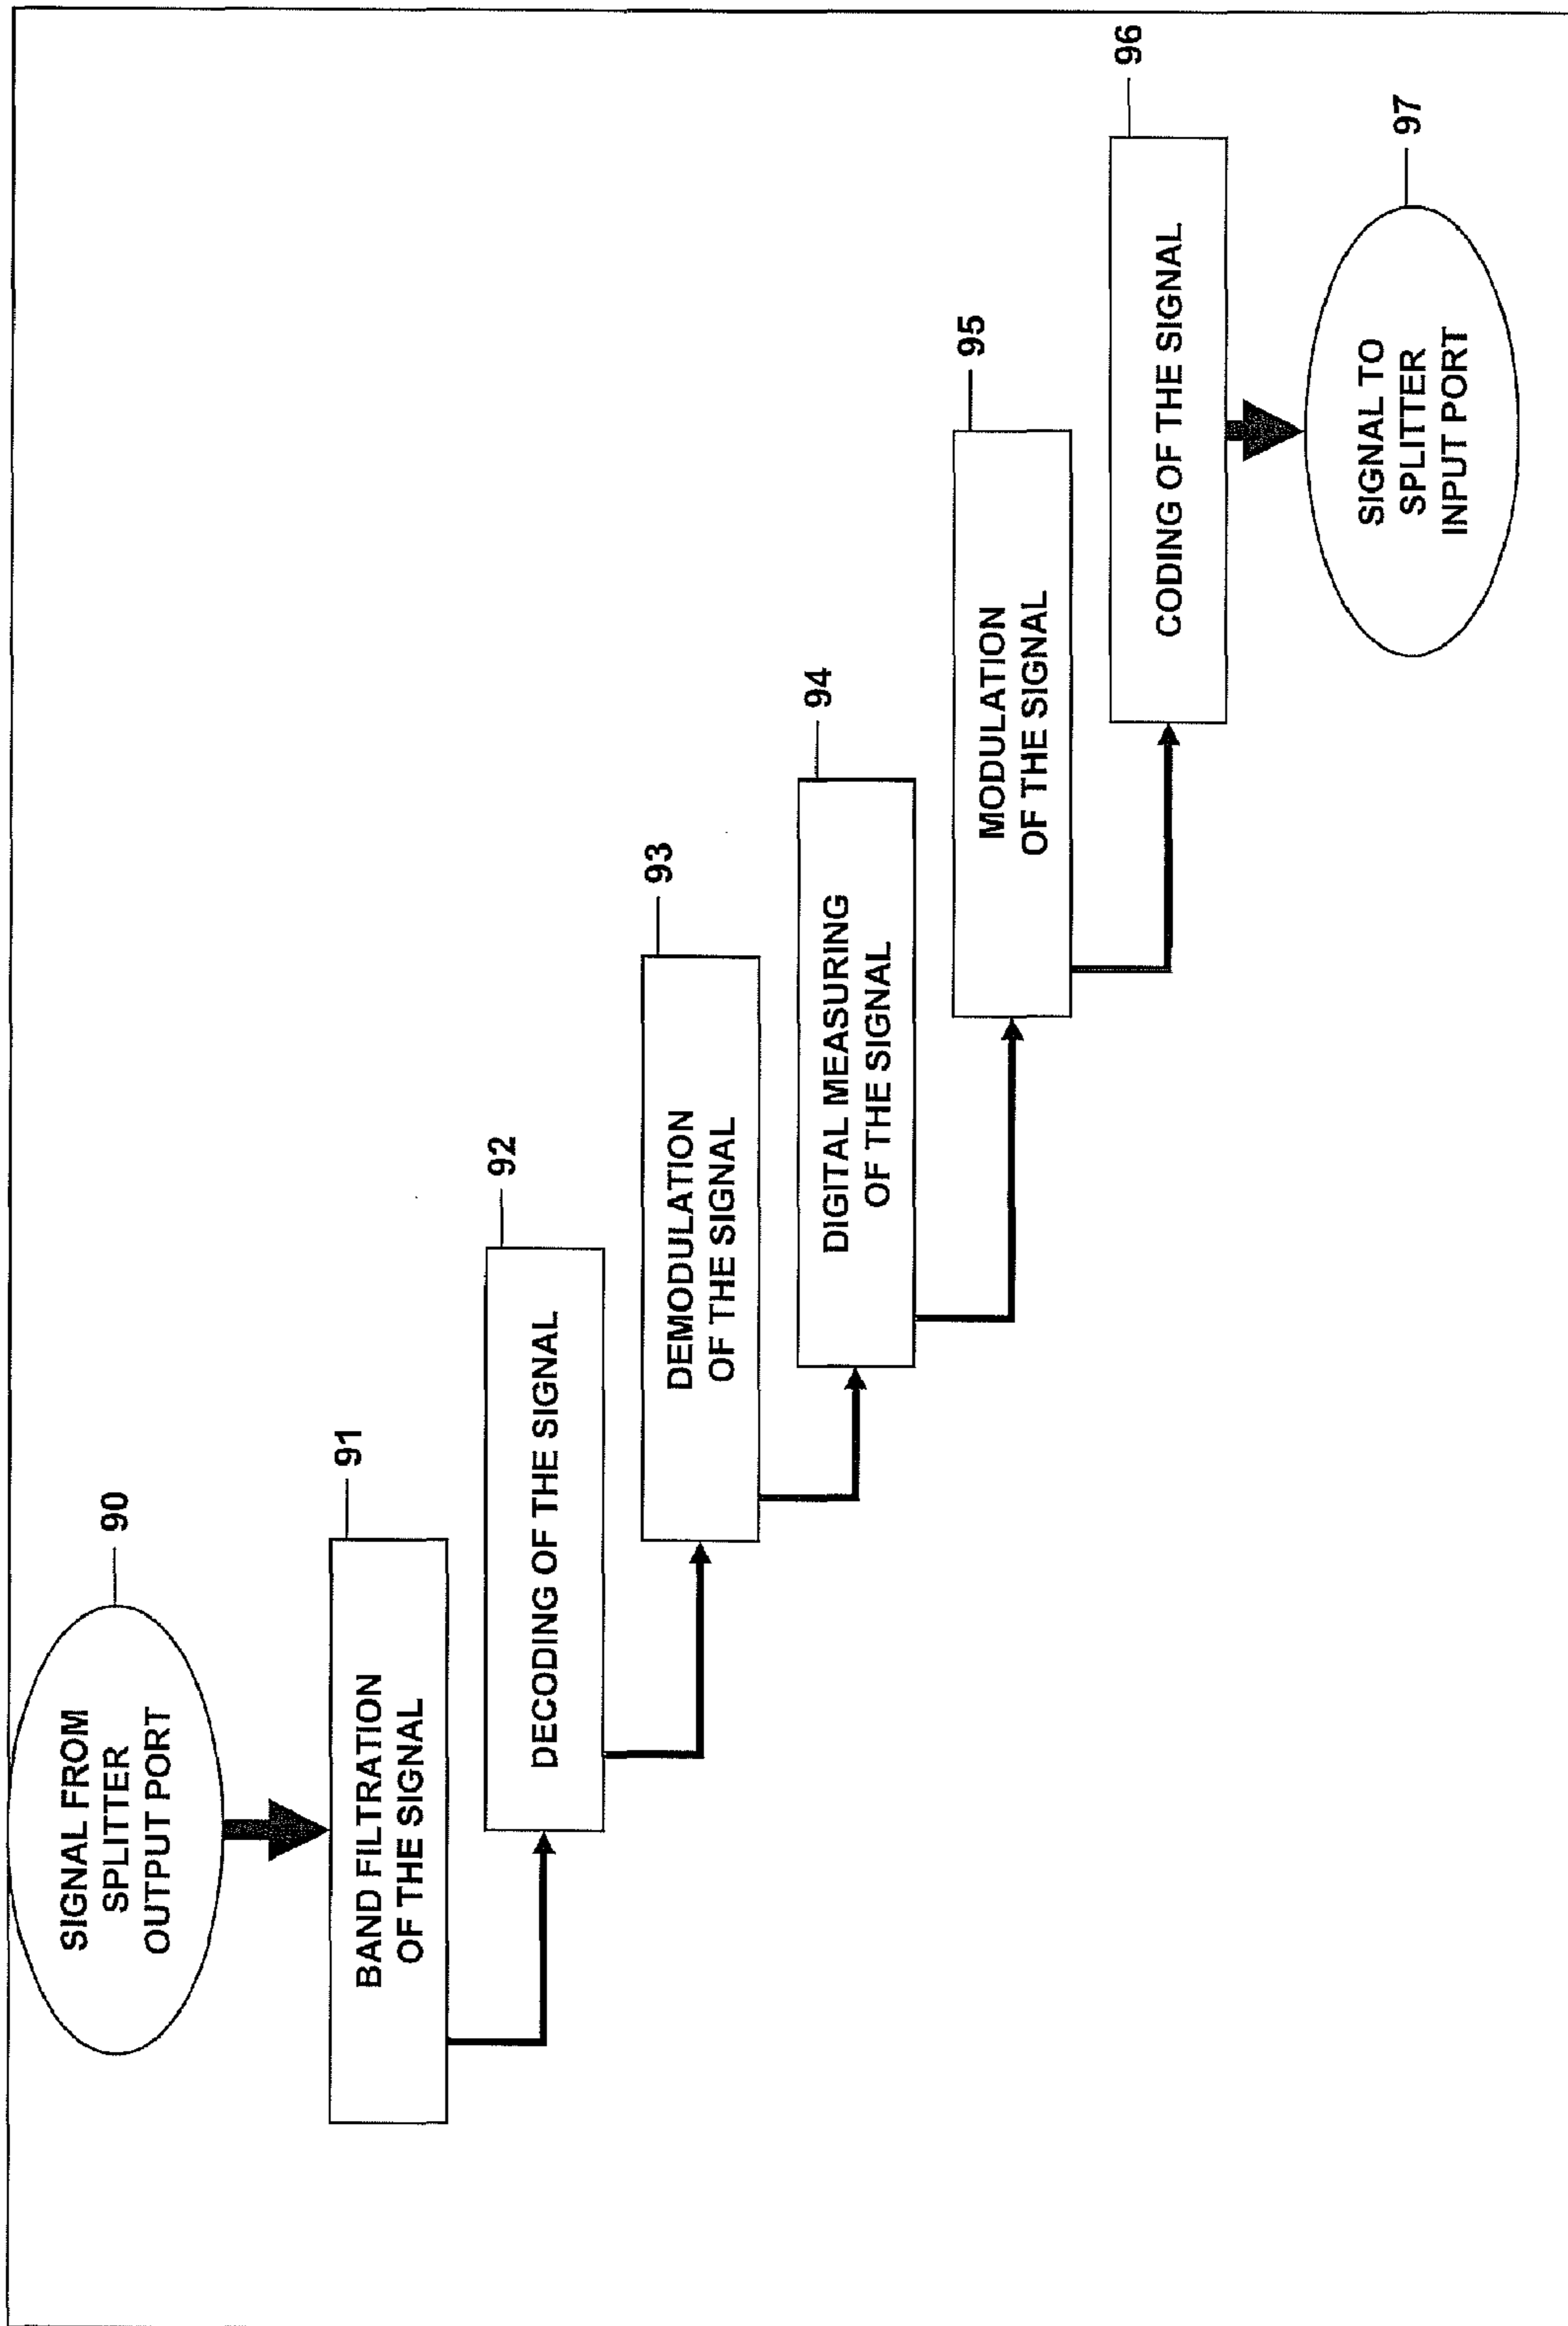 SIGNAL FROM
SPLITTER
OUTPUT PORT
90
BAND FILTRATION
OF THE SIGNAL
91
DECODING OF THE SIGNAL
92
DEMODULATION
OF THE SIGNAL
93
DIGITAL MEASURING
OF THE SIGNAL
94
MODULATION
OF THE SIGNAL
95
CODING OF THE SIGNAL
96
SIGNAL TO
SPLITTER
INPUT PORT
97